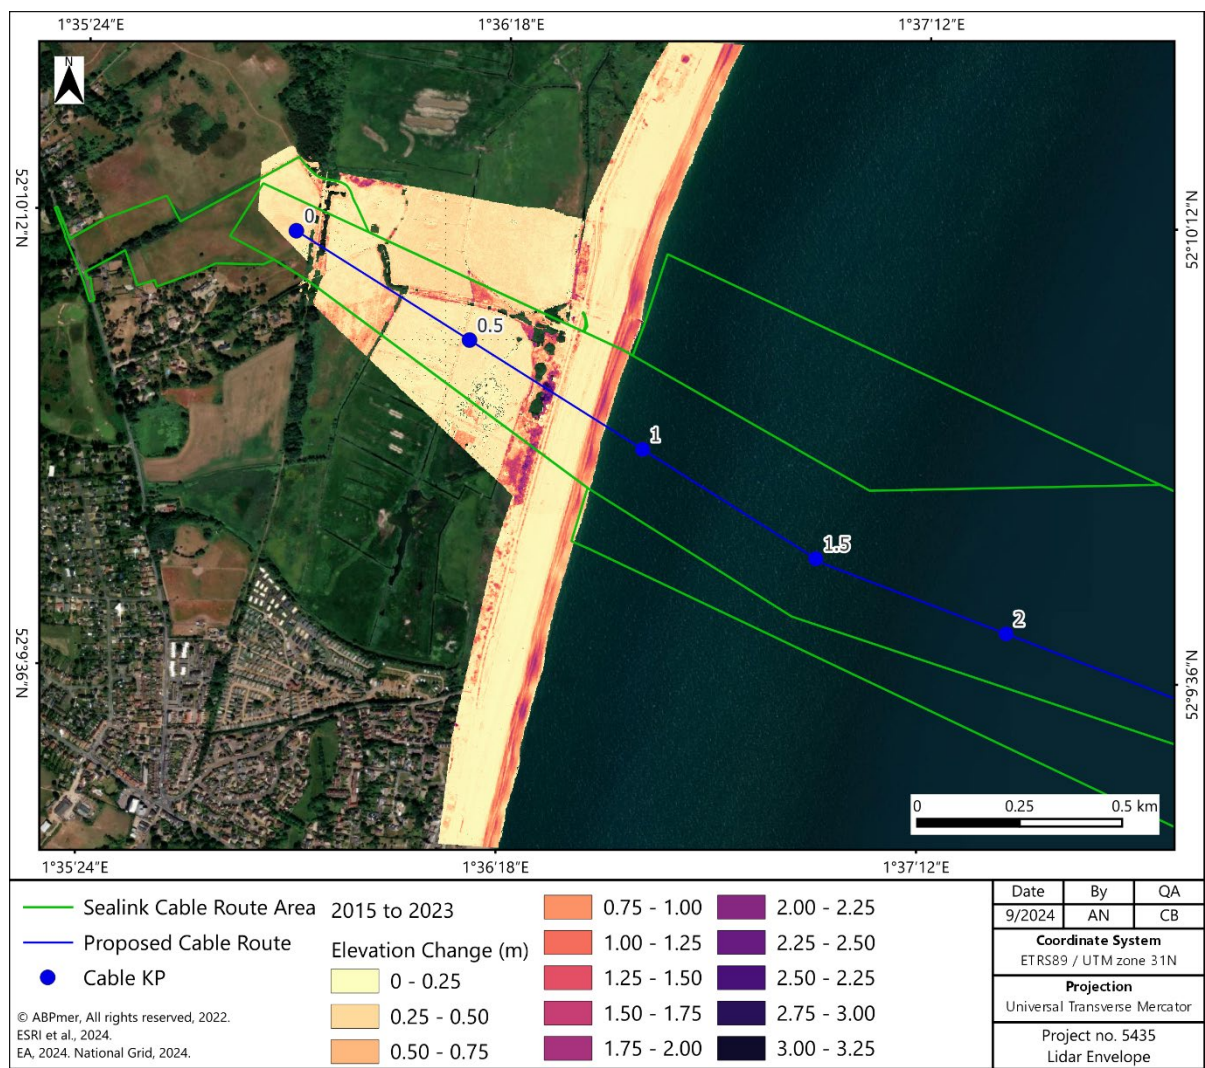 1°35'24"E
1°36'18"E
1°37'12"E
N
52°10'12"N
52°10'12"N
0
0.5
1
1.5
2
52°9'36"N
52°9'36"N
0 0.25 0.5 km
1°35'24"E
1°36'18"E
1°37'12"E
Sealink Cable Route Area
Proposed Cable Route
Cable KP
© ABPmer, All rights reserved, 2022.
ESRI et al., 2024.
EA, 2024. National Grid, 2024.
2015 to 2023
Elevation Change (m)
0 - 0.25
0.25 - 0.50
0.50 - 0.75
0.75 - 1.00
1.00 - 1.25
1.25 - 1.50
1.50 - 1.75
1.75 - 2.00
2.00 - 2.25
2.25 - 2.50
2.50 - 2.25
2.75 - 3.00
3.00 - 3.25
Date By QA
9/2024 AN CB
Coordinate System
ETRS89 / UTM zone 31N
Projection
Universal Transverse Mercator
Project no. 5435
Lidar Envelope